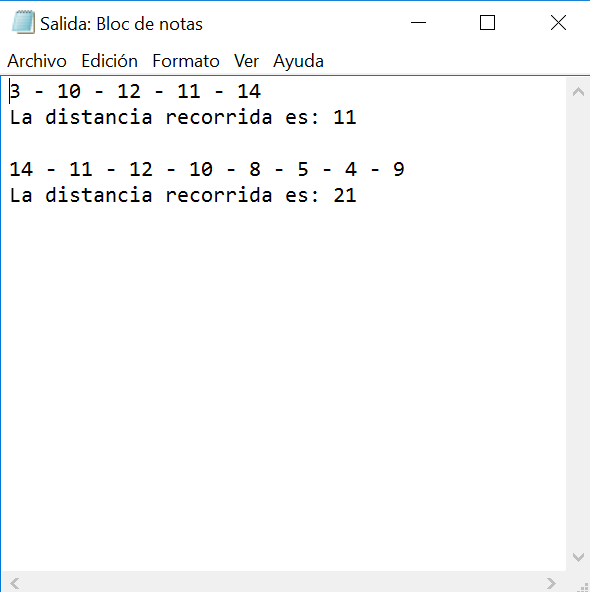 Salida: Bloc de notas
Archivo Edición Formato Ver Ayuda
3 - 10 - 12 - 11 - 14
La distancia recorrida es: 11
14 - 11 - 12 - 10 - 8 - 5 - 4 - 9
La distancia recorrida es: 21